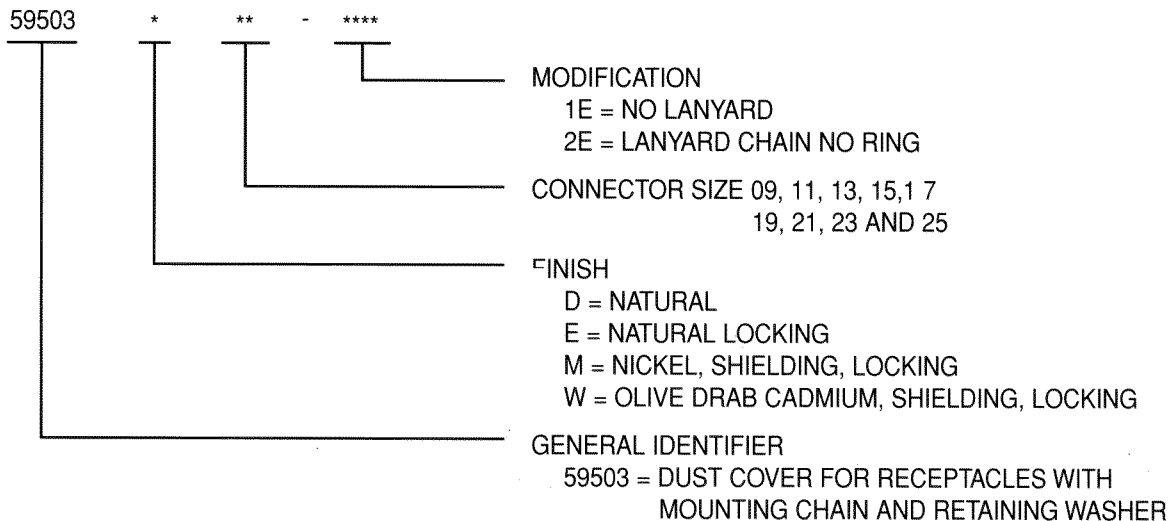 59503 * ** - ****
MODIFICATION
1E = NO LANYARD
2E = LANYARD CHAIN NO RING
CONNECTOR SIZE 09, 11, 13, 15,1 7
19, 21, 23 AND 25
FINISH
D = NATURAL
E = NATURAL LOCKING
M = NICKEL, SHIELDING, LOCKING
W = OLIVE DRAB CADMIUM, SHIELDING, LOCKING
GENERAL IDENTIFIER
59503 = DUST COVER FOR RECEPTACLES WITH
MOUNTING CHAIN AND RETAINING WASHER